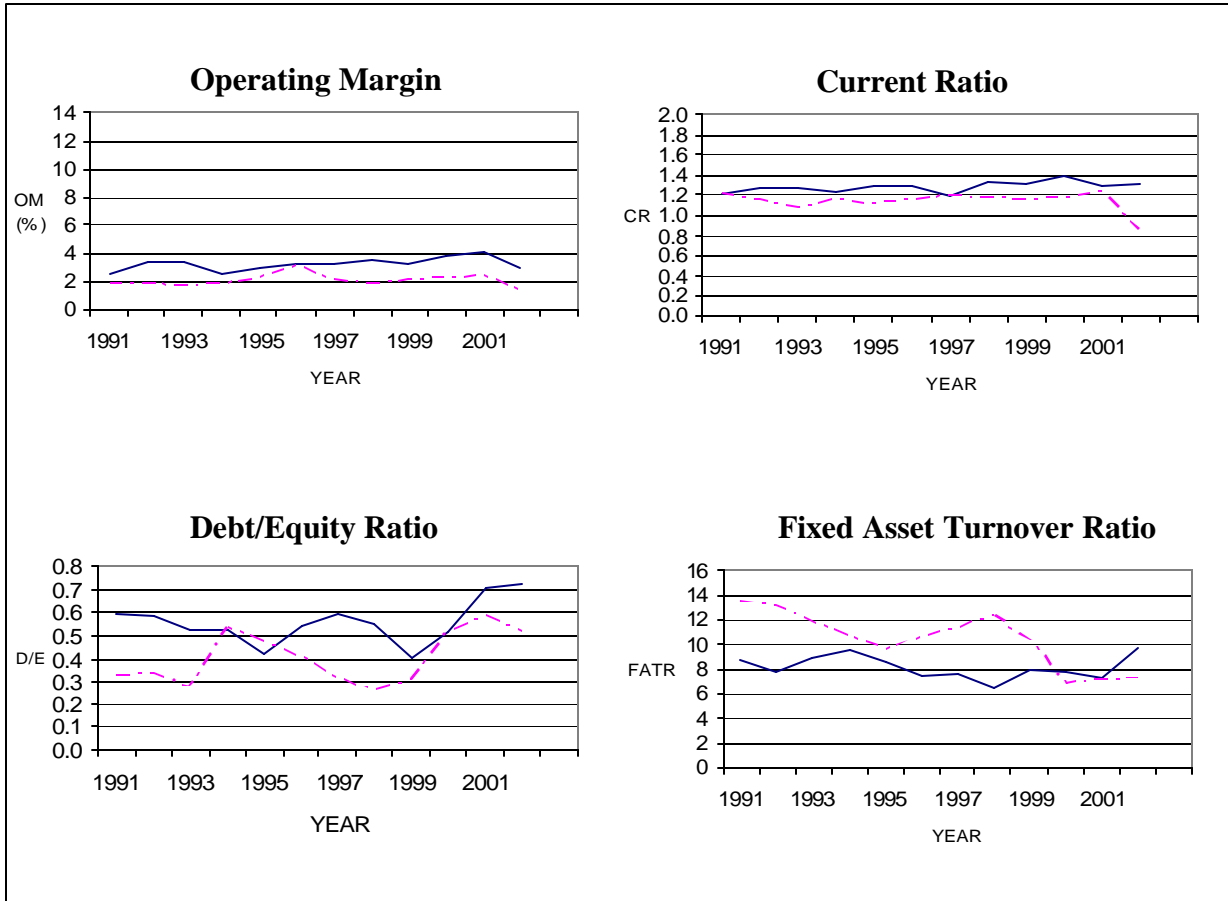 Operating Margin
14
12
10
8
6
4
2
0
OM
(%)
1991 1993 1995 1997 1999 2001
YEAR
Current Ratio
2.0
1.8
1.6
1.4
1.2
1.0
0.8
0.6
0.4
0.2
0.0
CR
1991 1993 1995 1997 1999 2001
YEAR
Debt/Equity Ratio
0.8
0.7
0.6
0.5
0.4
0.3
0.2
0.1
0.0
D/E
1991 1993 1995 1997 1999 2001
YEAR
Fixed Asset Turnover Ratio
16
14
12
10
8
6
4
2
0
FATR
1991 1993 1995 1997 1999 2001
YEAR